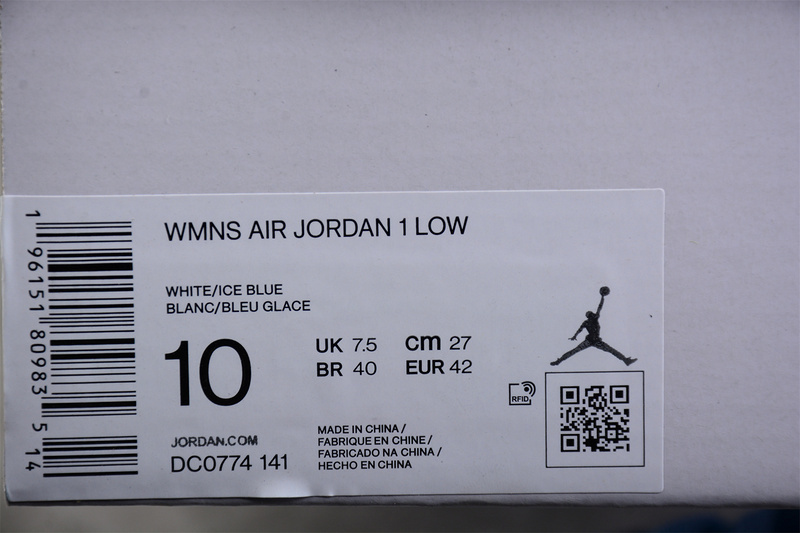 WMNS AIR JORDAN 1 LOW
WHITE/ICE BLUE
BLANC/BLEU GLACE
10
UK 7.5 cm 27
BR 40 EUR 42
RFID
JORDAN.COM
DC0774 141
MADE IN CHINA /
FABRIQUE EN CHINE /
FABRICADO NA CHINA /
HECHO EN CHINA
1 96151 80983 5 14